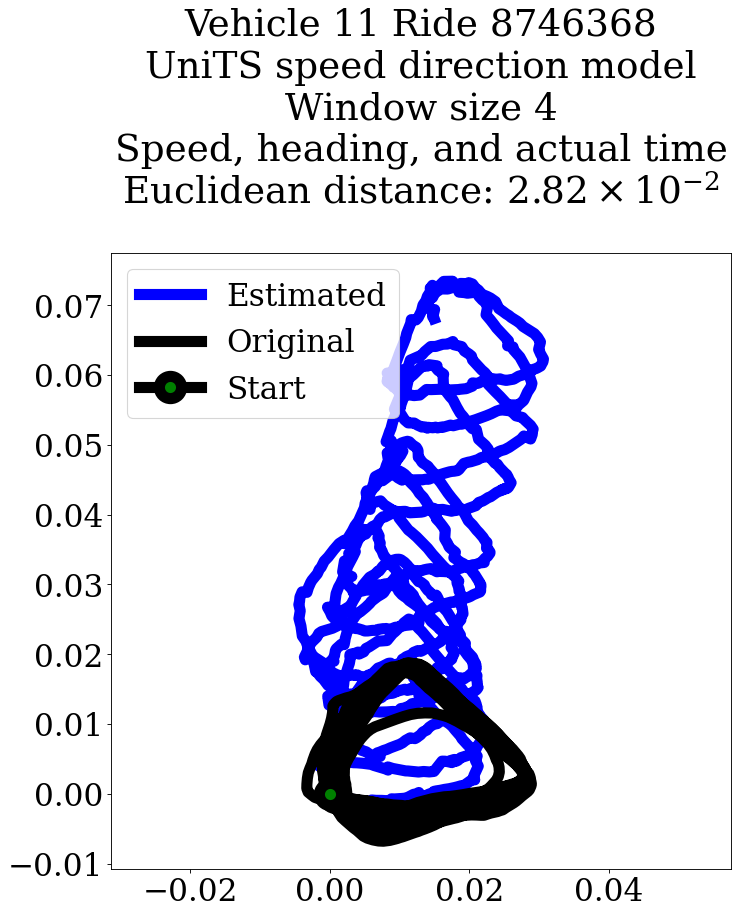 Vehicle 11 Ride 8746368
UniTS speed direction model
Window size 4
Speed, heading, and actual time
Euclidean distance: 2.82 × 10⁻²
Estimated
Original
Start
0.07
0.06
0.05
0.04
0.03
0.02
0.01
0.00
−0.01
−0.02
0.00
0.02
0.04